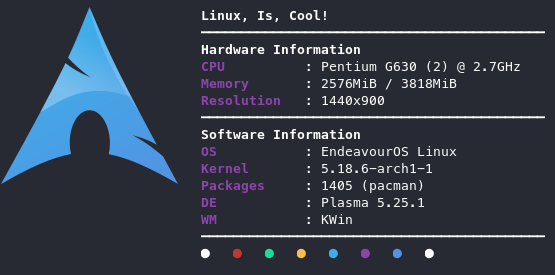 Linux, Is, Cool!
Hardware Information
CPU : Pentium G630 (2) @ 2.7GHz
Memory : 2576MiB / 3818MiB
Resolution : 1440x900
Software Information
OS : EndeavourOS Linux
Kernel : 5.18.6-arch1-1
Packages : 1405 (pacman)
DE : Plasma 5.25.1
WM : KWin